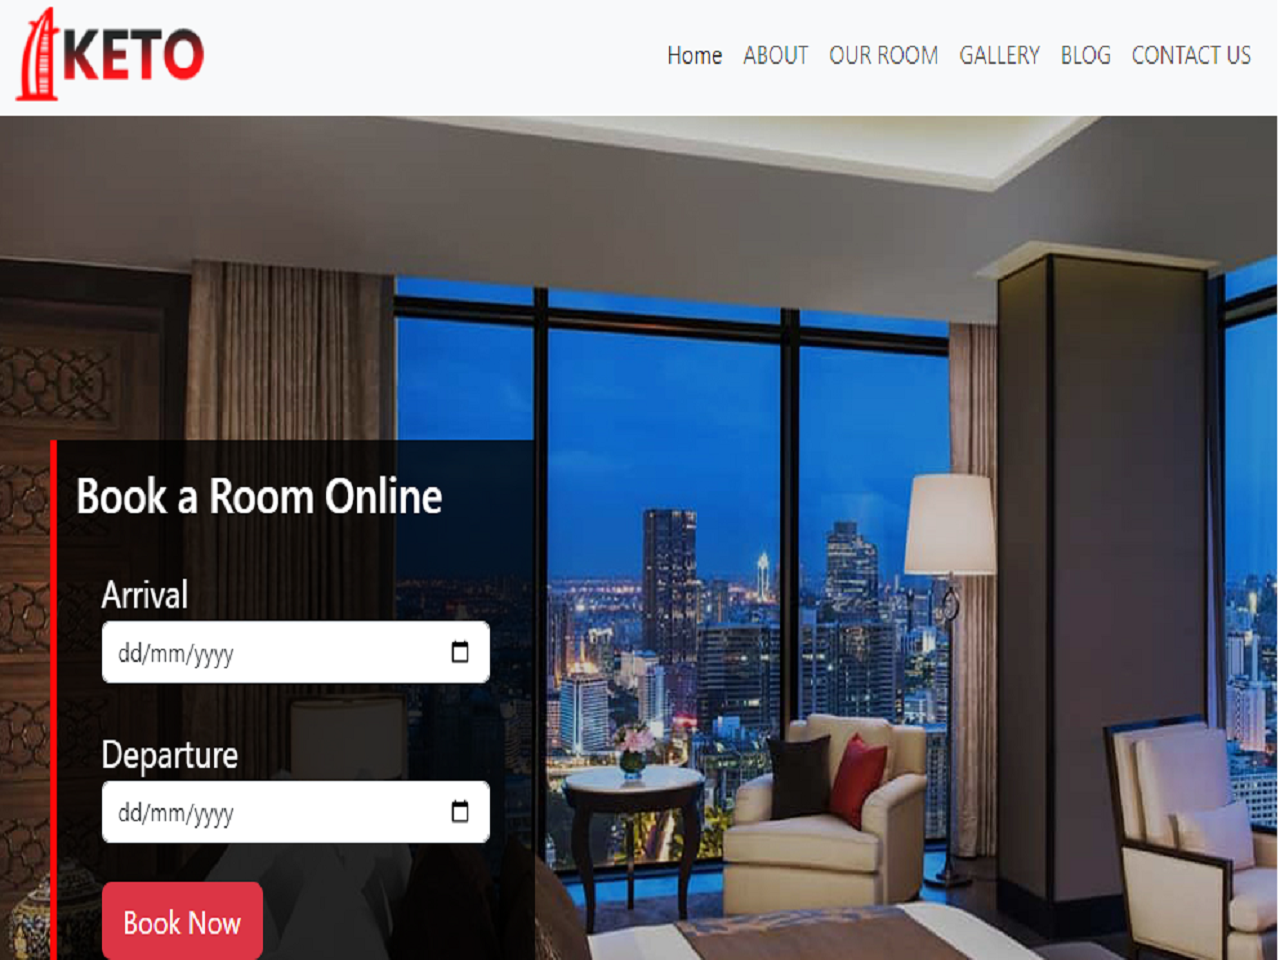 KETO
Home ABOUT OUR ROOM GALLERY BLOG CONTACT US
Book a Room Online
Arrival
dd/mm/yyyy
Departure
dd/mm/yyyy
Book Now